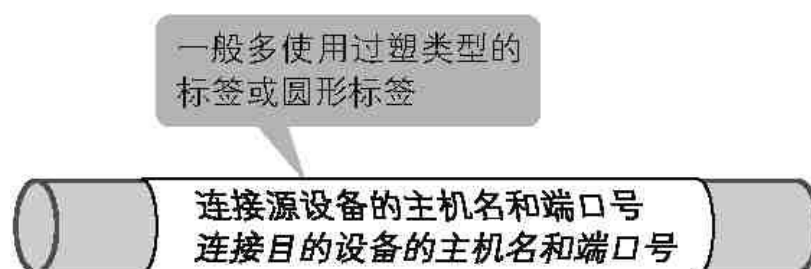 一般多使用过塑类型的
标签或圆形标签
连接源设备的主机名和端口号
连接目的设备的主机名和端口号